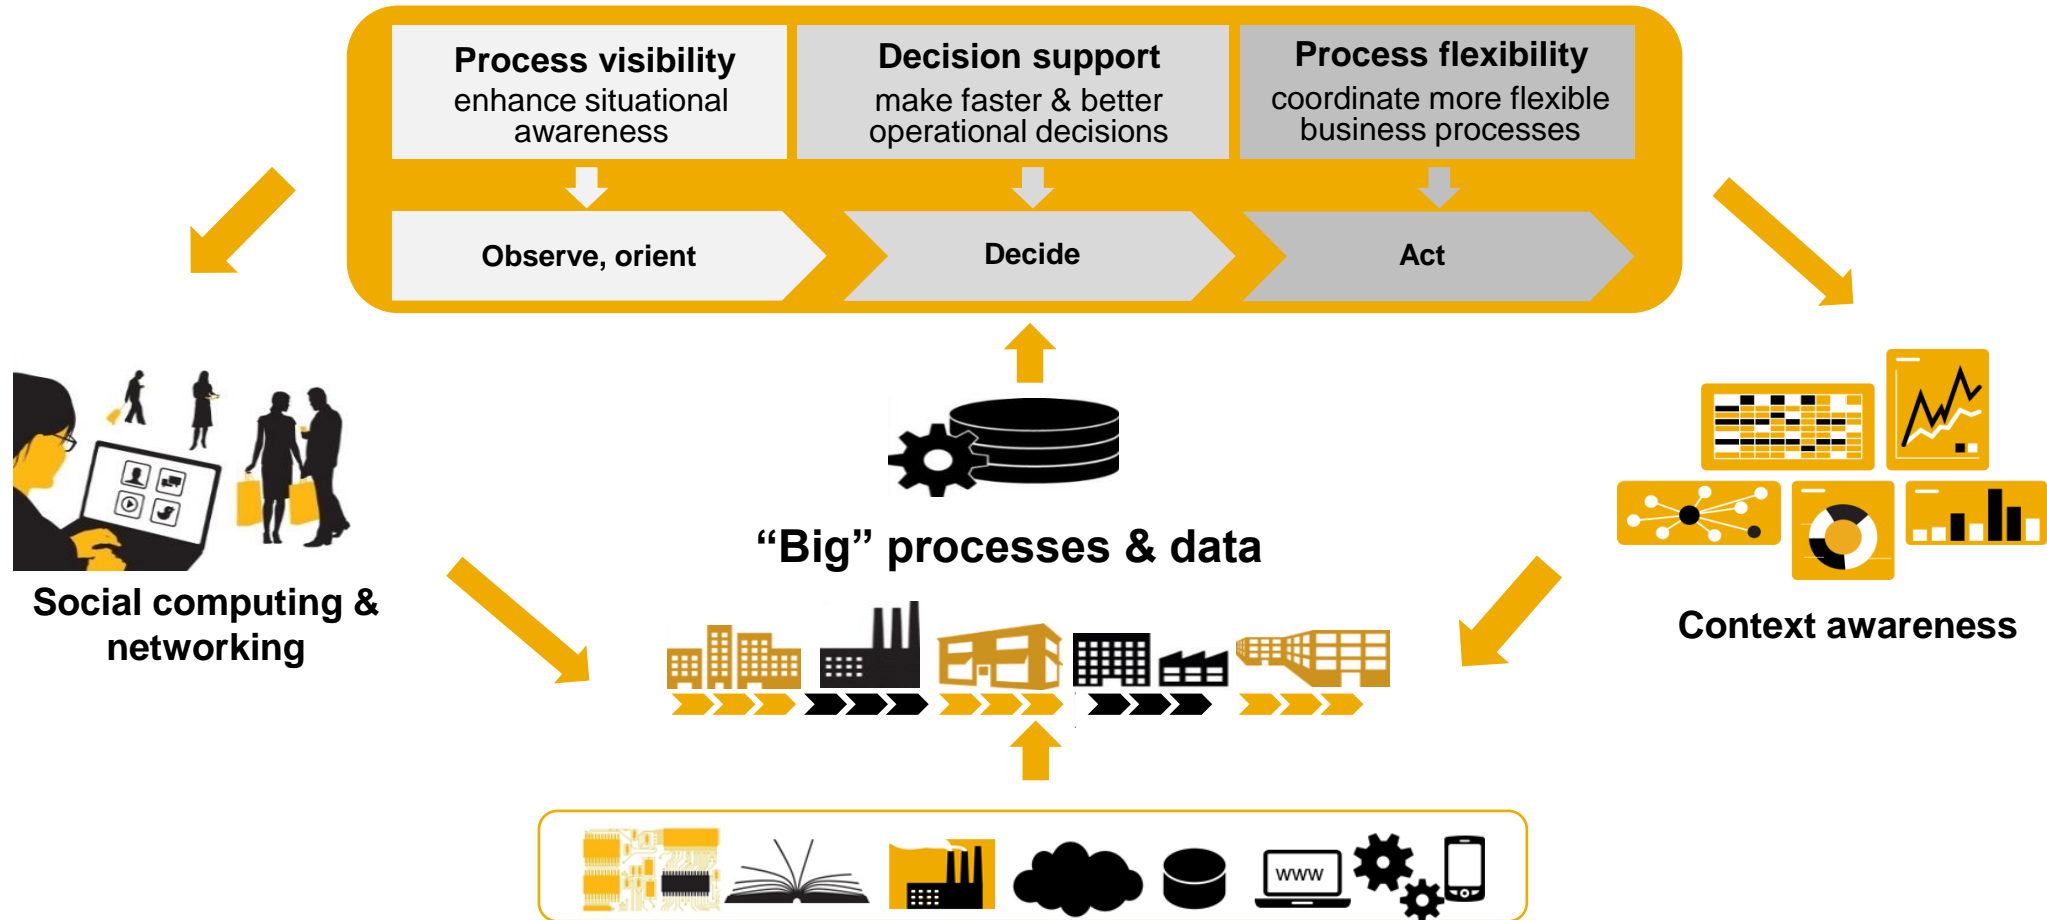 Process visibility
enhance situational
awareness
Decision support
make faster & better
operational decisions
Process flexibility
coordinate more flexible
business processes
Observe, orient
Decide
Act
“Big” processes & data
Social computing &
networking
Context awareness
www